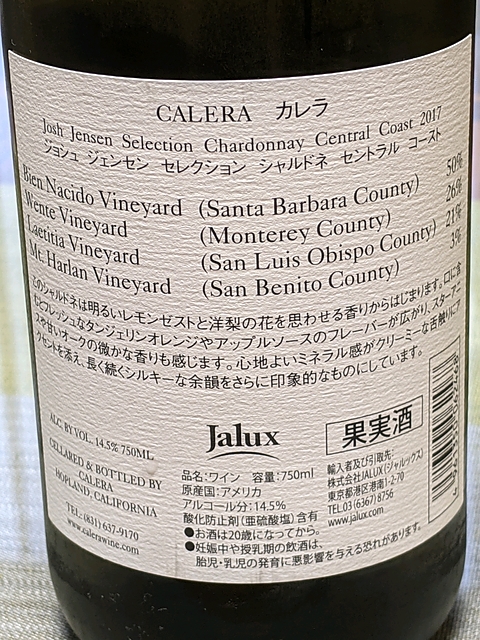 CALERA カレラ
Josh Jensen Selection Chardonnay Central Coast 2017
ジョシュ ジェンセン セレクション シャルドネ セントラル コースト
Bien Nacido Vineyard (Santa Barbara County) 50%
Wente Vineyard (Monterey County) 26%
Laetitia Vineyard (San Luis Obispo County) 21%
Mt. Harlan Vineyard (San Benito County) 3%
このシャルドネは明るいレモンゼストと洋梨の花を思わせる香りからはじまります。口に含
むとフレッシュなタンジェリンオレンジやアップルソースのフレーバーが広がり、スターアニ
スや甘いオークの微かな香りも感じます。心地よいミネラル感がクリーミーな舌触りにア
クセントを添え、長く続くシルキーな余韻をさらに印象的なものにしています。
ALC BY VOL. 14.5% 750ML
CELLARED & BOTTLED BY
CALERA
HOPLAND, CALIFORNIA
TEL: (831) 637-9170
www.calerawine.com
Jalux
品名:ワイン 容量:750ml
原産国:アメリカ
アルコール分:14.5%
酸化防止剤(亜硫酸塩)含有
●お酒は20歳になってから。
●妊娠中や授乳期の飲酒は、
胎児・乳児の発育に悪影響を与える恐れがあります。
果実酒
輸入者及び引取先:
株式会社JALUX(ジャルックス)
東京都港区港南1-2-70
TEL.03(6367)8756
www.jalux.com